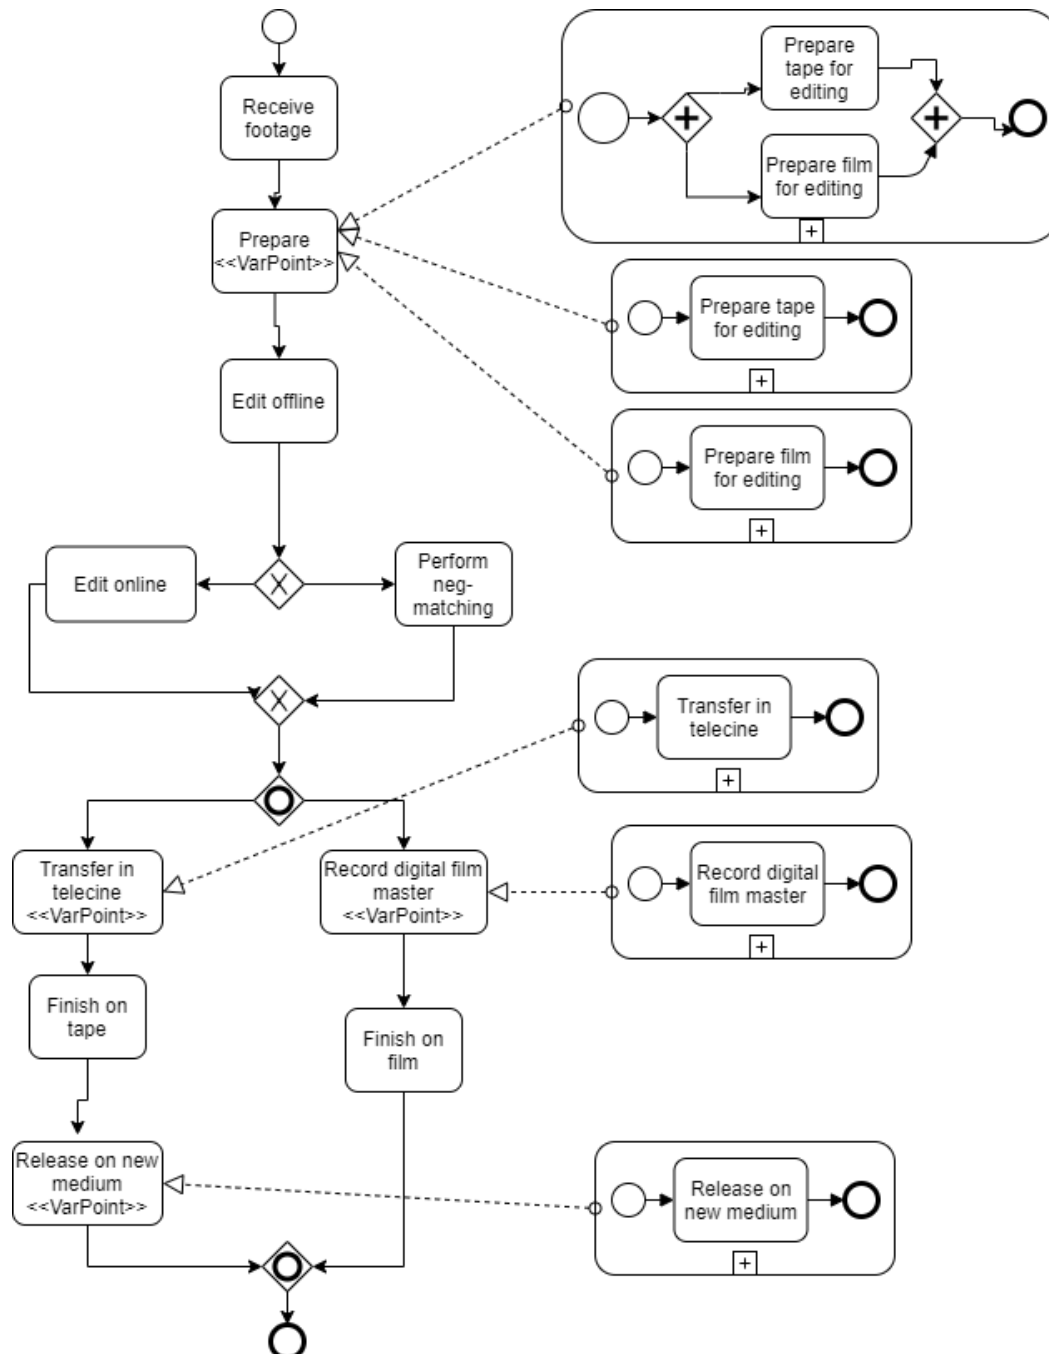 Receive
footage
Prepare
<<VarPoint>>
Edit offline
Edit online
Perform
neg-
matching
Transfer in
telecine
<<VarPoint>>
Record digital film
master
<<VarPoint>>
Finish on
tape
Finish on
film
Release on new
medium
<<VarPoint>>
Prepare
tape for
editing
Prepare film
for editing
Prepare tape
for editing
Prepare film
for editing
Transfer in
telecine
Record digital
film master
Release on
new medium